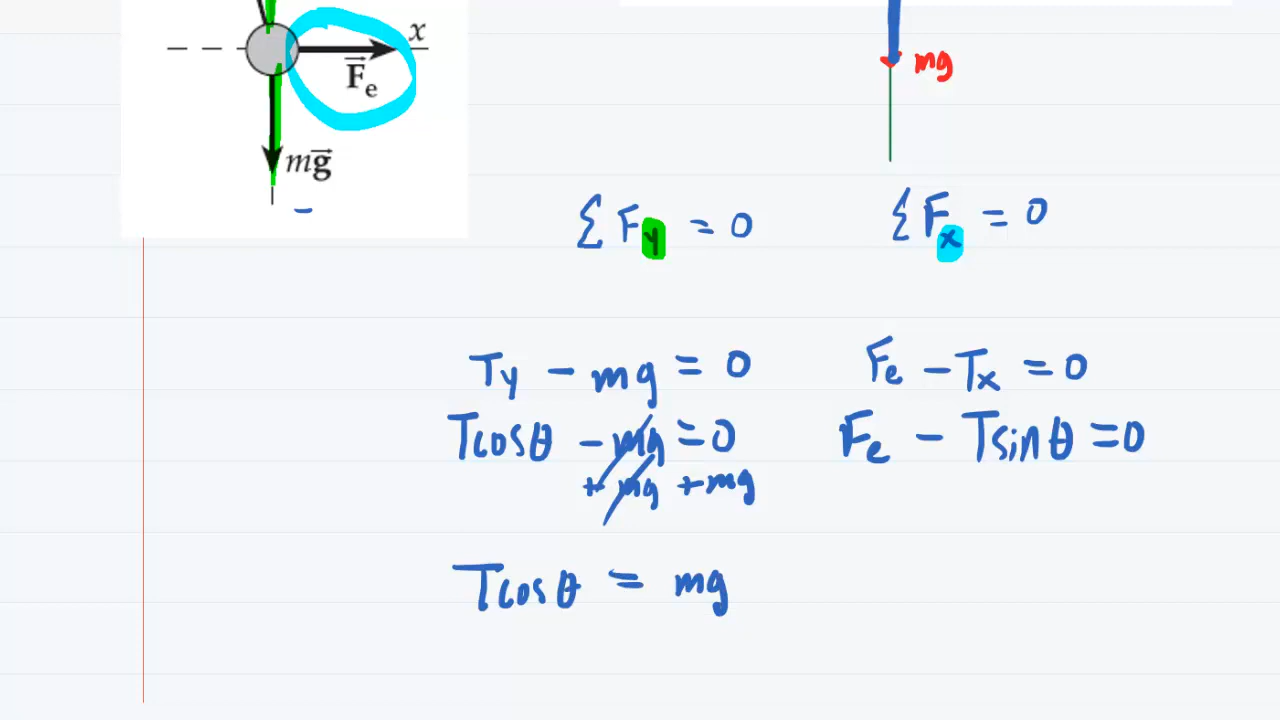 x
F⃗e
mg⃗
mg
ΣFy = 0
ΣFx = 0
Ty - mg = 0
Fe - Tx = 0
Tcosθ - mg = 0
Fe - Tsinθ = 0
+ mg + mg
Tcosθ = mg